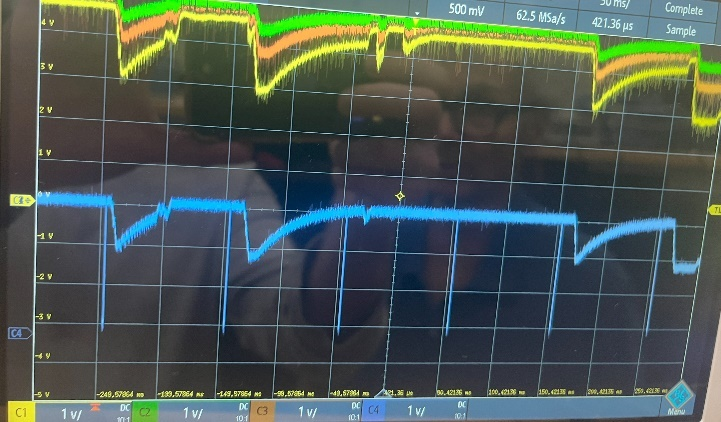 50 ms/ Complete
500 mV 62.5 MSa/s 421.36 µs Sample
4 V
3 V
2 V
1 V
0 V
-1 V
-2 V
-3 V
C4
-4 V
-5 V
-249,57864 ms -199,57864 ms -149,57864 ms -99,57864 ms -49,57864 ms 421,36 µs 50,42136 ms 100,42136 ms 150,42136 ms 200,42136 ms 250,42136 ms
Menu
C1 1 V/ DC 10:1 C2 1 V/ DC 10:1 C3 1 V/ DC 10:1 C4 1 V/ DC 10:1